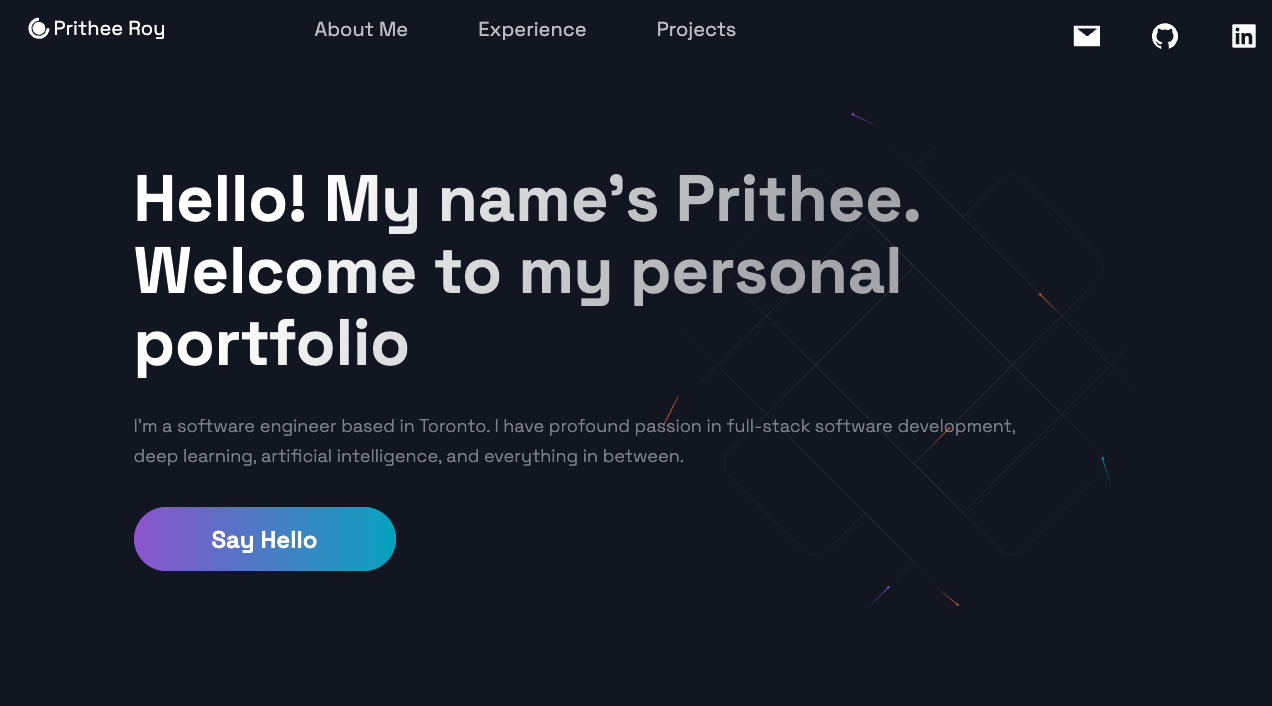 Prithee Roy
About Me
Experience
Projects
Hello! My name’s Prithee.
Welcome to my personal
portfolio
I’m a software engineer based in Toronto. I have profound passion in full-stack software development,
deep learning, artificial intelligence, and everything in between.
Say Hello